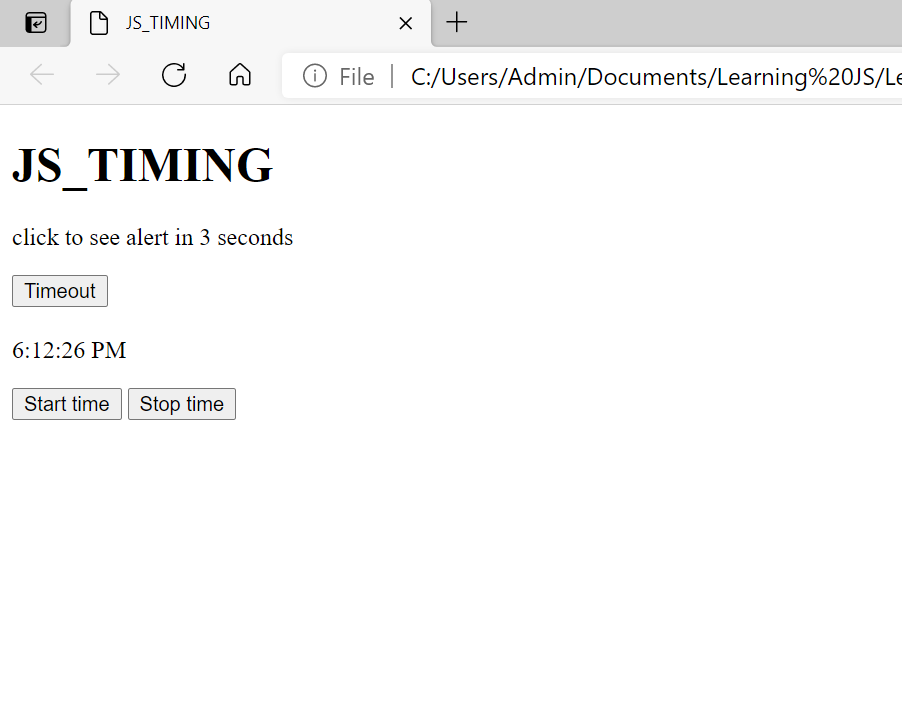 JS_TIMING
File | C:/Users/Admin/Documents/Learning%20JS/Le
JS_TIMING
click to see alert in 3 seconds
Timeout
6:12:26 PM
Start time Stop time